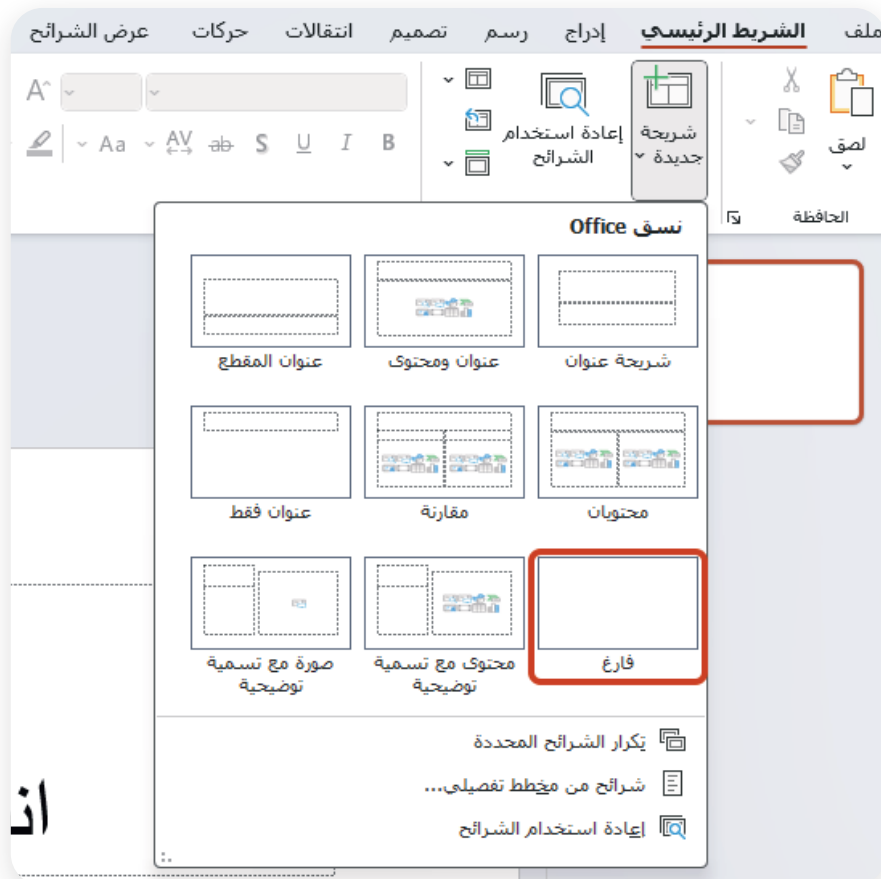 ملف الشريط الرئيسي إدراج رسم تصميم انتقالات حركات عرض الشرائح
لصق
الحافظة
شريحة جديدة
إعادة استخدام الشرائح
B I U S ab AV Aa
A
نسق Office
شريحة عنوان
عنوان ومحتوى
عنوان المقطع
محتويان
مقارنة
عنوان فقط
فارغ
محتوى مع تسمية
توضيحية
صورة مع تسمية
توضيحية
تكرار الشرائح المحددة
شرائح من مخطط تفصيلي...
إعادة استخدام الشرائح